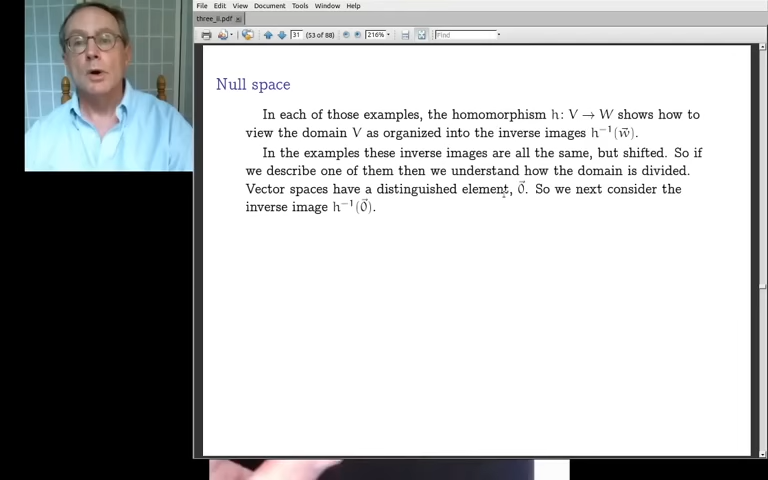 File Edit View Document Tools Window Help
three_ii.pdf
31 (53 of 88) 216% Find
Null space
In each of those examples, the homomorphism h: V → W shows how to
view the domain V as organized into the inverse images h⁻¹(w⃗).
In the examples these inverse images are all the same, but shifted. So if
we describe one of them then we understand how the domain is divided.
Vector spaces have a distinguished element, 0⃗. So we next consider the
inverse image h⁻¹(0⃗).